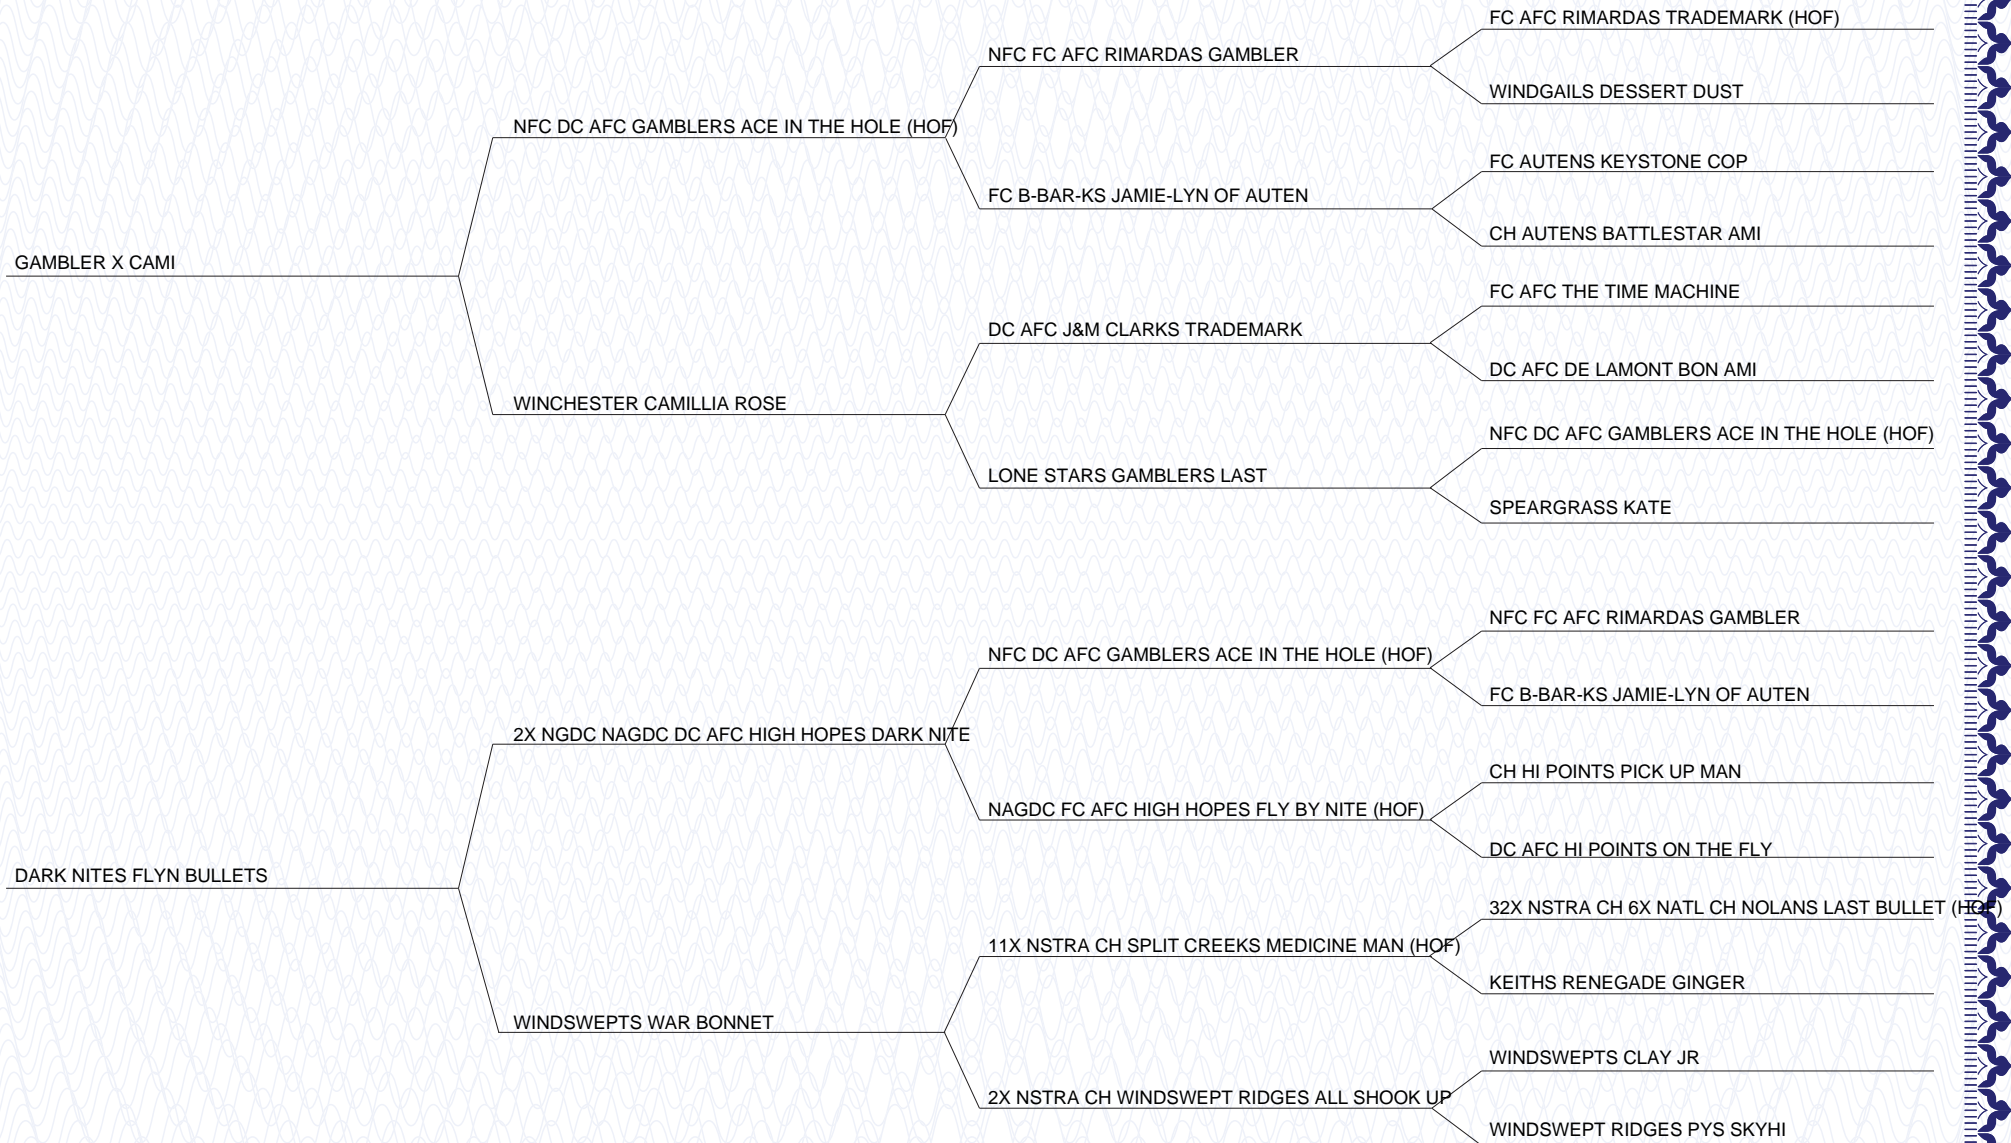 FC AFC RIMARDAS TRADEMARK (HOF)
NFC FC AFC RIMARDAS GAMBLER
WINDGAILS DESSERT DUST
NFC DC AFC GAMBLERS ACE IN THE HOLE (HOF)
FC AUTENS KEYSTONE COP
FC B-BAR-KS JAMIE-LYN OF AUTEN
CH AUTENS BATTLESTAR AMI
GAMBLER X CAMI
FC AFC THE TIME MACHINE
DC AFC J&M CLARKS TRADEMARK
DC AFC DE LAMONT BON AMI
WINCHESTER CAMILLIA ROSE
NFC DC AFC GAMBLERS ACE IN THE HOLE (HOF)
LONE STARS GAMBLERS LAST
SPEARGRASS KATE
NFC FC AFC RIMARDAS GAMBLER
NFC DC AFC GAMBLERS ACE IN THE HOLE (HOF)
FC B-BAR-KS JAMIE-LYN OF AUTEN
2X NGDC NAGDC DC AFC HIGH HOPES DARK NITE
CH HI POINTS PICK UP MAN
NAGDC FC AFC HIGH HOPES FLY BY NITE (HOF)
DC AFC HI POINTS ON THE FLY
DARK NITES FLYN BULLETS
32X NSTRA CH 6X NATL CH NOLANS LAST BULLET (HOF)
11X NSTRA CH SPLIT CREEKS MEDICINE MAN (HOF)
KEITHS RENEGADE GINGER
WINDSWEPTS WAR BONNET
WINDSWEPTS CLAY JR
2X NSTRA CH WINDSWEPT RIDGES ALL SHOOK UP
WINDSWEPT RIDGES PYS SKYHI